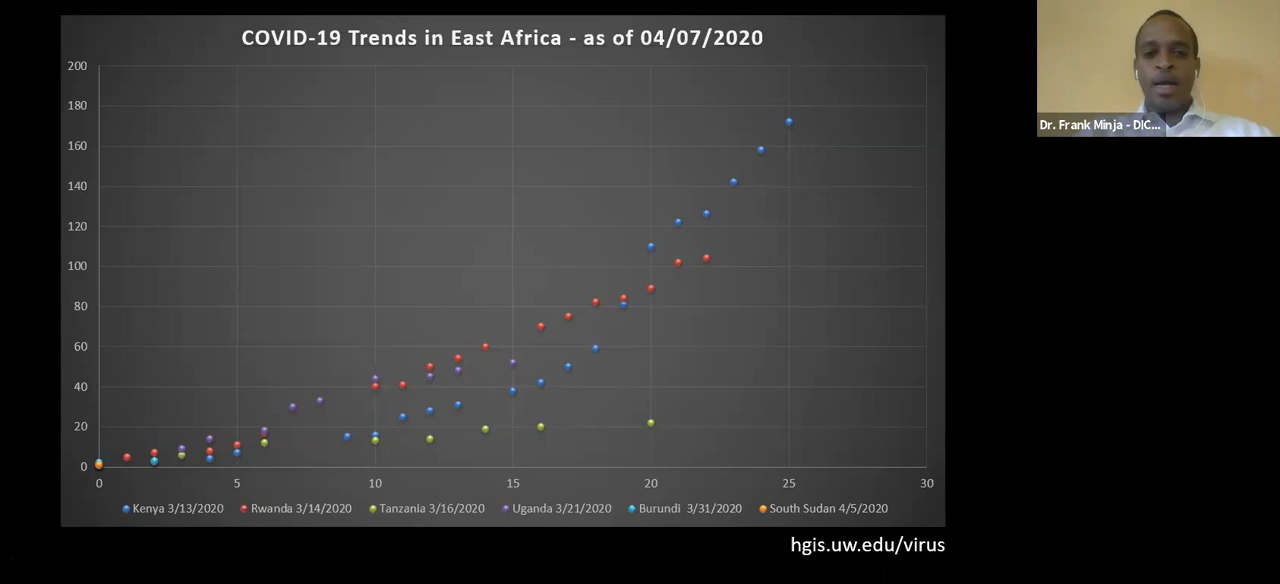 COVID-19 Trends in East Africa - as of 04/07/2020
200
180
160
140
120
100
80
60
40
20
0
0 5 10 15 20 25 30
Kenya 3/13/2020 Rwanda 3/14/2020 Tanzania 3/16/2020 Uganda 3/21/2020 Burundi 3/31/2020 South Sudan 4/5/2020
hgis.uw.edu/virus
Dr. Frank Minja - DIC...